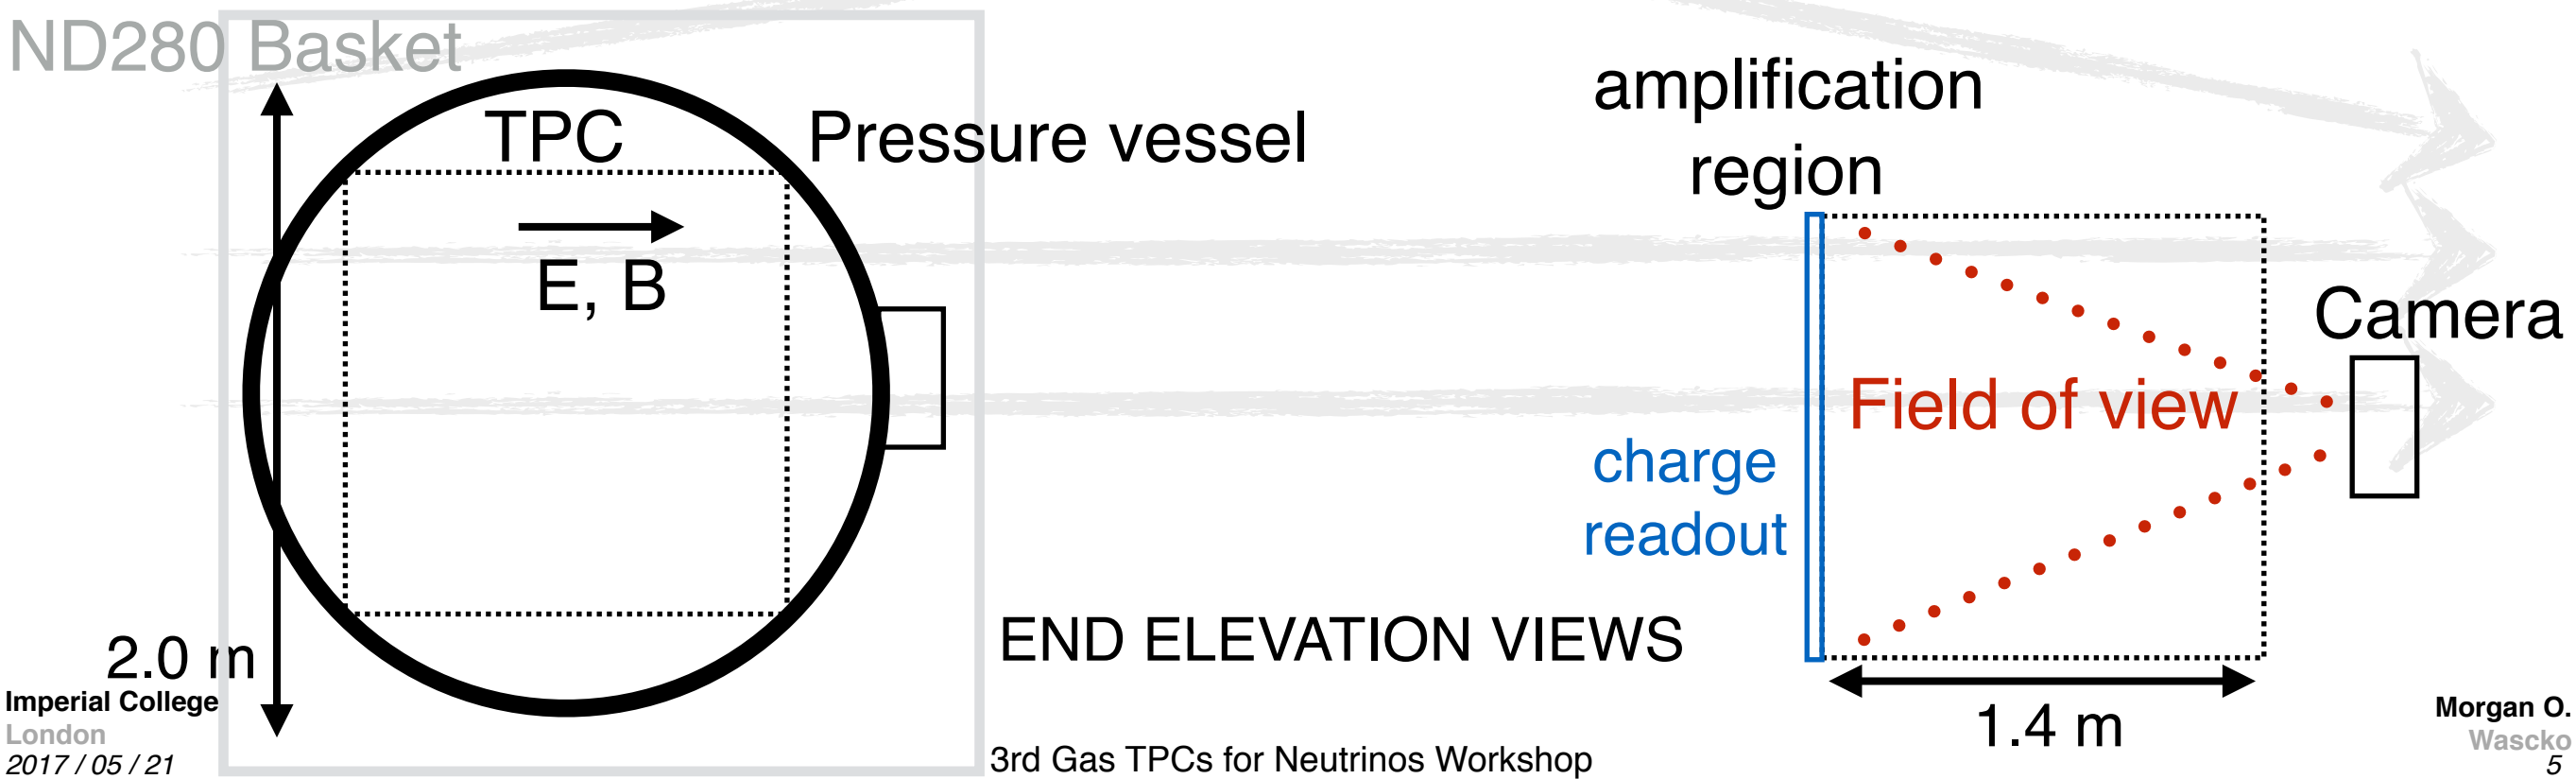 ND280 Basket
TPC
Pressure vessel
E, B
2.0 m
amplification
region
Camera
Field of view
charge
readout
END ELEVATION VIEWS
1.4 m
Imperial College
London
2017 / 05 / 21
3rd Gas TPCs for Neutrinos Workshop
Morgan O.
Wascko
5